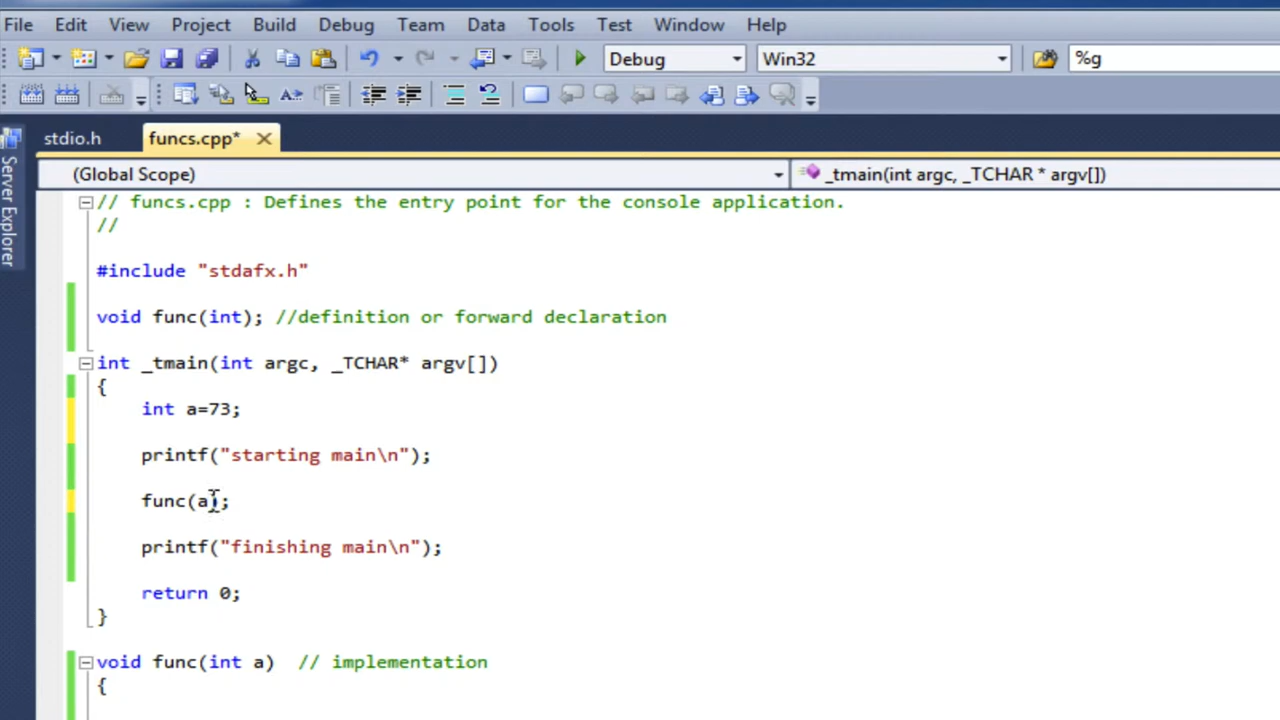 File Edit View Project Build Debug Team Data Tools Test Window Help
Debug Win32 %g
stdio.h funcs.cpp*
Server Explorer
(Global Scope) _tmain(int argc, _TCHAR * argv[])
// funcs.cpp : Defines the entry point for the console application.
//
#include "stdafx.h"
void func(int); //definition or forward declaration
int _tmain(int argc, _TCHAR* argv[])
{
int a=73;
printf("starting main\n");
func(a);
printf("finishing main\n");
return 0;
}
void func(int a) // implementation
{